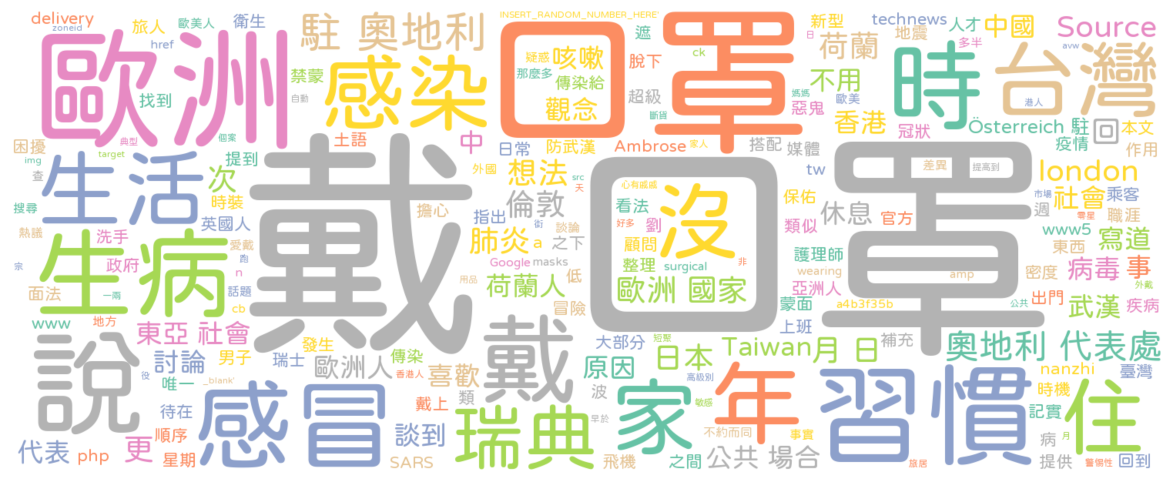 delivery
zoneid
旅人
歐美人
衛生
href
找到
禁蒙
自動
典型
個案
駐 奧地利
歐洲
感染
土語
中
日常
防武漢
INSERT_RANDOM_NUMBER_HERE'
疑惑
咳嗽
那麼多
傳染給
觀念
口罩
遮
脫下
ck
超級
斷貨
Ambrose
家人
日
新型
荷蘭
technews
地震
人才
中國
多半
Source
avw
不用
媽媽
惡鬼
歐美
香港
冠狀
時
台灣
港人
搭配
媒體
Österreich 駐
疫情
回
本文
作用
困擾
img
target
查
提到
生活
次
時裝
搜尋
熱議
英國人
愛戴
跑
洗手
政府
n
宗
話題
cb
面法
一兩
生病
www
地方
東亞 社會
戴
擔心
外國
想法
src
天
倫敦
指出
街
談論
肺炎
a
之下
Google
masks
荷蘭人
低
用品
冒險
口罩
心有戚戚
看法
好多
劉
顧問
整理
surgical
非
沒
歐洲 國家
tw
保佑
類似
護理師
wearing
亞洲人
amp
a4b3f35b
蒙面
上班
休息
官方
差異
提高到
london
市場
社會
乘客
週
零星
職涯
www5
東西
寫道
外戴
密度
病毒
事
出門
公共
武漢
疾病
說
討論
男子
發生
瑞士
歐洲人
傳染
香港人
喜歡
唯一
_blank'
役
待在
順序
代表
php
更
星期
感冒
戴上
類
談到
SARS
戴
瑞典
大部分
原因
波
早於
飛機
短髮
日本
高級別
家
敏感
之間
不約而同
Taiwan
月 日
補充
年
事實
公共 場合
習慣
旅居
奧地利 代表處
nanzhi
臺灣
時機
記實
住
病
月
提供
警惕性
回到